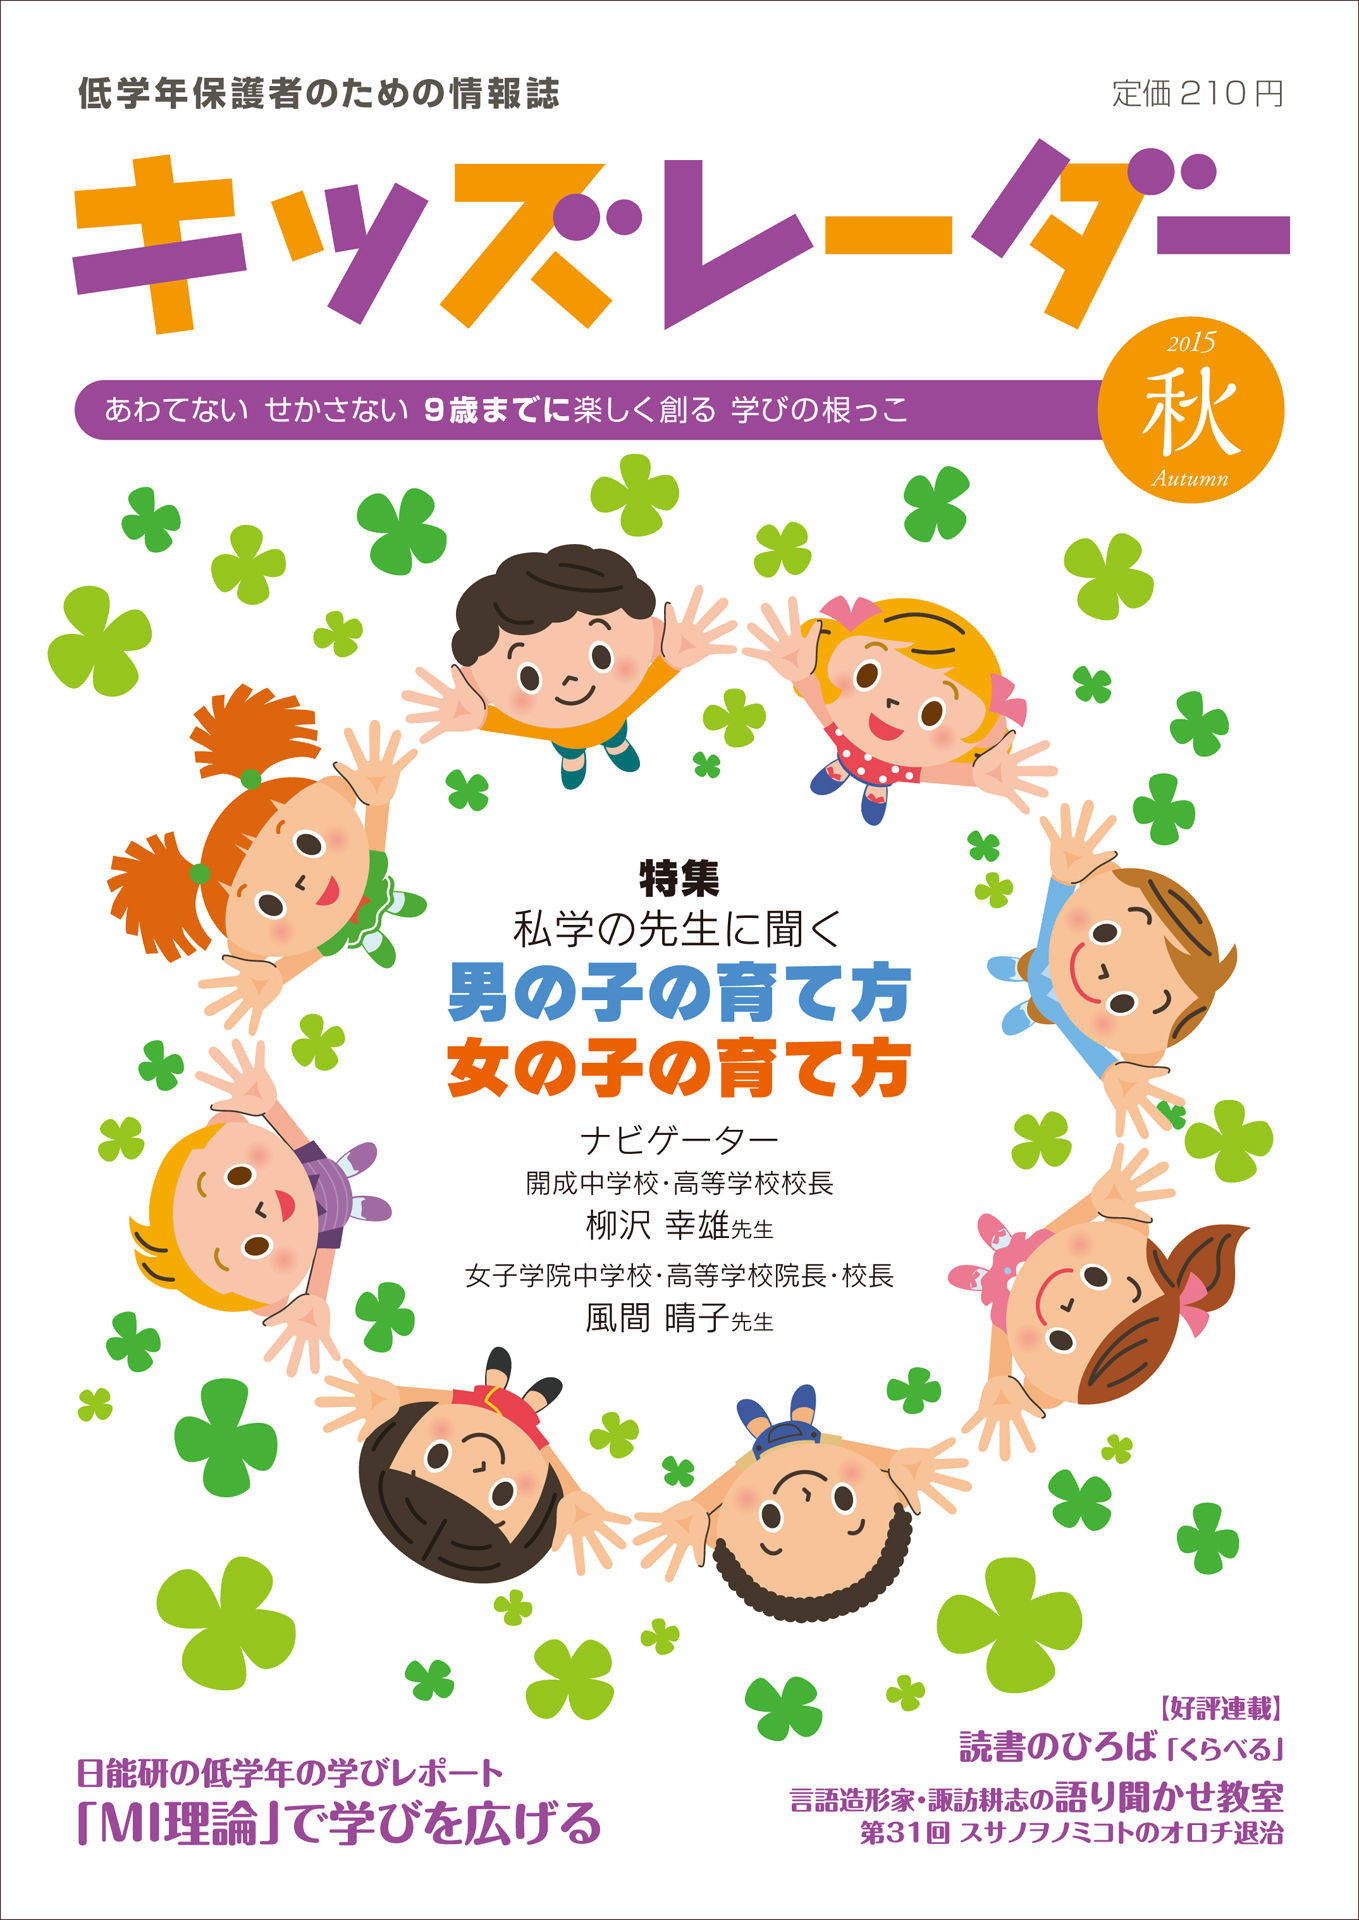 低学年保護者のための情報誌
定価210円
キッズレーダー
2015
秋
Autumn
あわてない せかさない 9歳までに楽しく創る 学びの根っこ
特集
私学の先生に聞く
男の子の育て方
女の子の育て方
ナビゲーター
開成中学校・高等学校校長
柳沢 幸雄先生
女子学院中学校・高等学校院長・校長
風間 晴子先生
【好評連載】
読書のひろば「くらべる」
言語造形家・諏訪耕志の語り聞かせ教室
第31回 スサノヲノミコトのオロチ退治
日能研の低学年の学びレポート
「MI理論」で学びを広げる